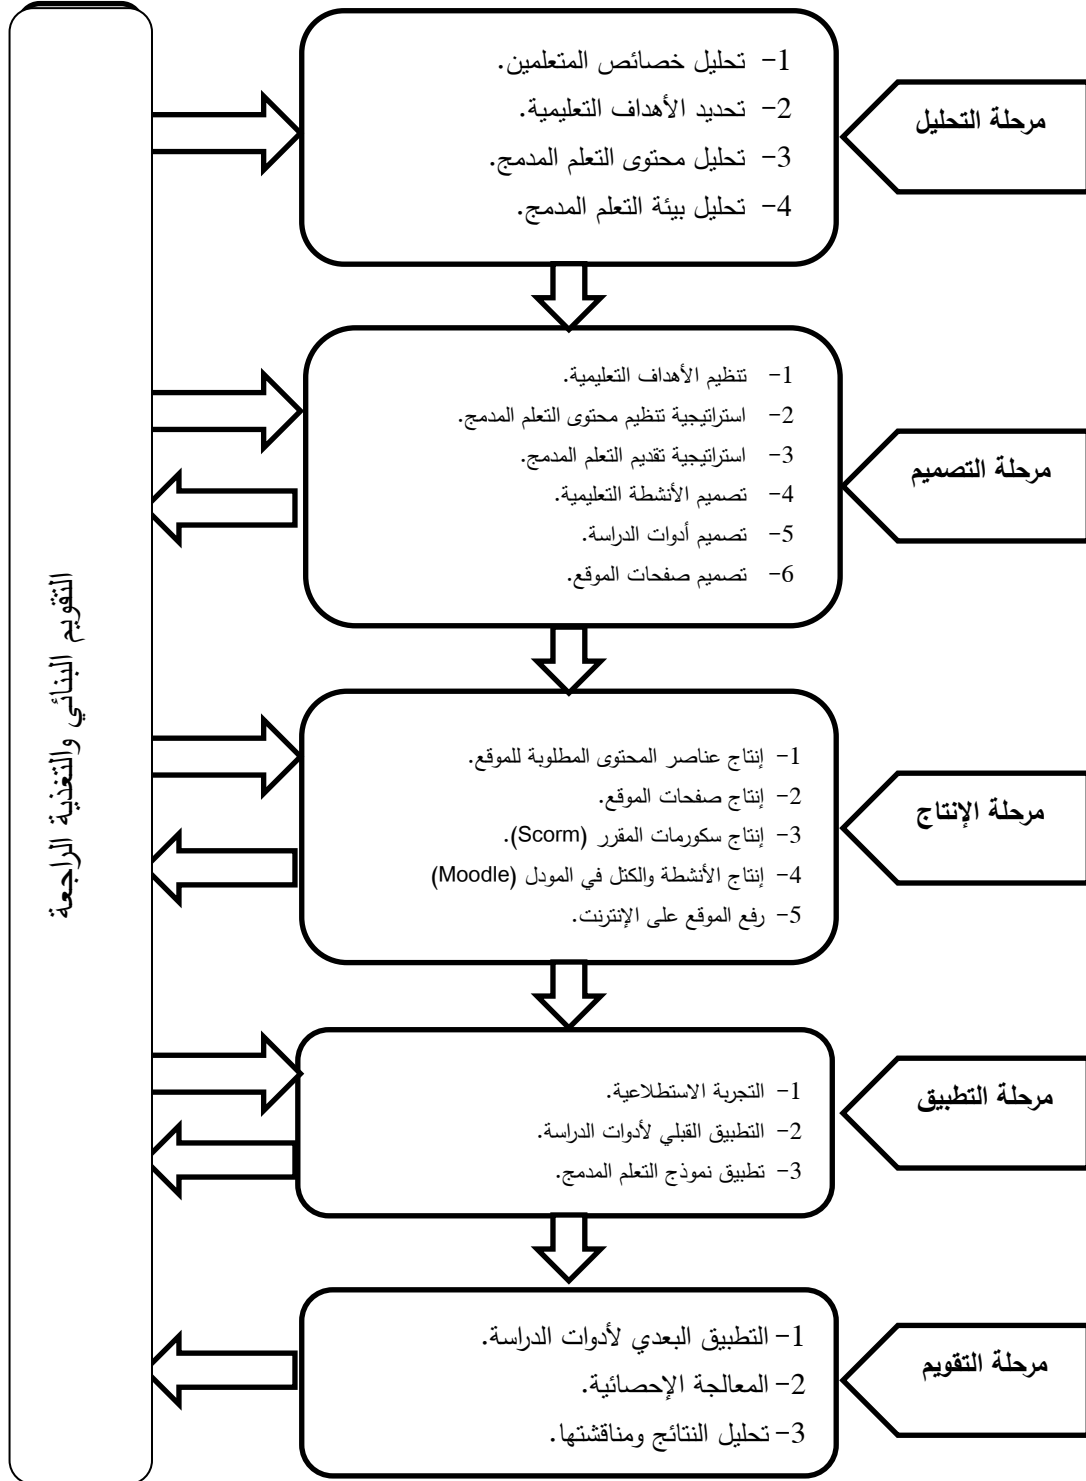 مرحلة التحليل
1- تحليل خصائص المتعلمين.
2- تحديد الأهداف التعليمية.
3- تحليل محتوى التعلم المدمج.
4- تحليل بيئة التعلم المدمج.
مرحلة التصميم
1- تنظيم الأهداف التعليمية.
2- استراتيجية تنظيم محتوى التعلم المدمج.
3- استراتيجية تقديم التعلم المدمج.
4- تصميم الأنشطة التعليمية.
5- تصميم أدوات الدراسة.
6- تصميم صفحات الموقع.
مرحلة الإنتاج
1- إنتاج عناصر المحتوى المطلوبة للموقع.
2- إنتاج صفحات الموقع.
3- إنتاج سكورمات المقرر (Scorm).
4- إنتاج الأنشطة والكتل في المودل (Moodle)
5- رفع الموقع على الإنترنت.
مرحلة التطبيق
1- التجربة الاستطلاعية.
2- التطبيق القبلي لأدوات الدراسة.
3- تطبيق نموذج التعلم المدمج.
مرحلة التقويم
1- التطبيق البعدي لأدوات الدراسة.
2- المعالجة الإحصائية.
3- تحليل النتائج ومناقشتها.
التقويم البنائي والتغذية الراجعة